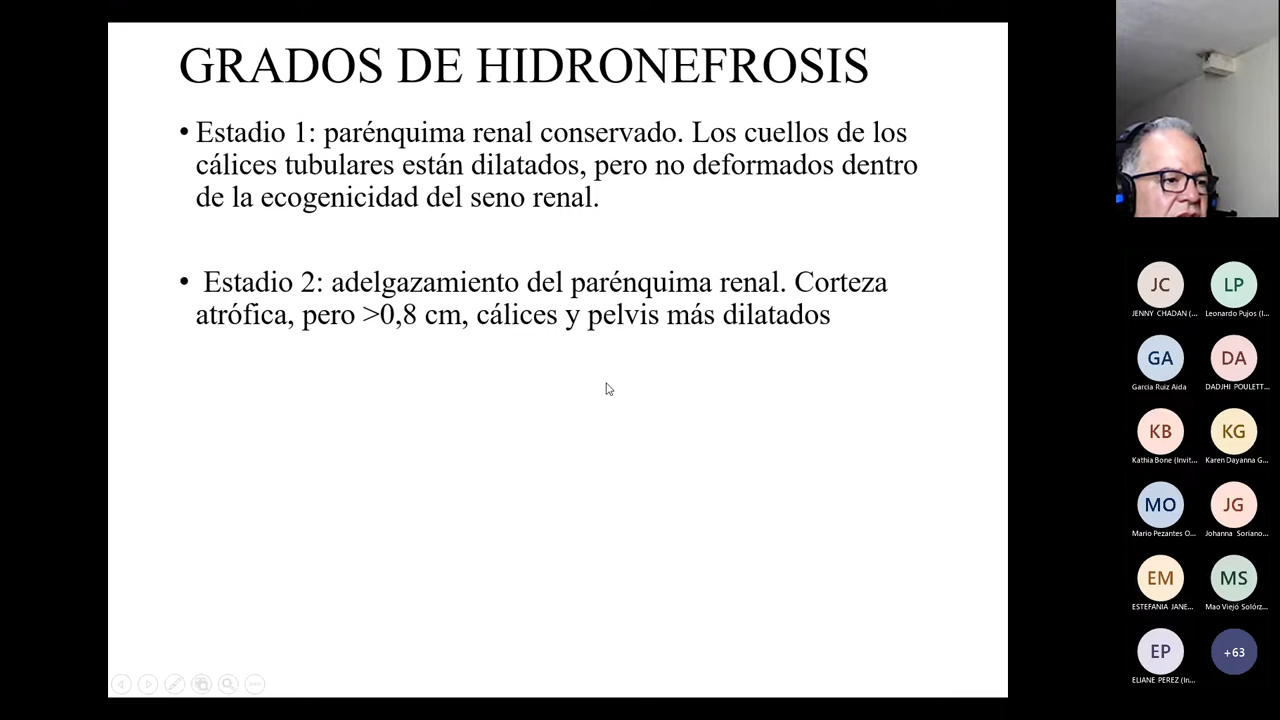 GRADOS DE HIDRONEFROSIS
• Estadio 1: parénquima renal conservado. Los cuellos de los
cálices tubulares están dilatados, pero no deformados dentro
de la ecogenicidad del seno renal.
• Estadio 2: adelgazamiento del parénquima renal. Corteza
atrófica, pero >0,8 cm, cálices y pelvis más dilatados
JC
LP
JENNY CHADAN (...
Leonardo Pujos (I...
GA
DA
Garcia Ruiz Aida
DADJHI POULETT...
KB
KG
Kathia Bone (Invit...
Karen Dayanna G...
MO
JG
Mario Pezantes O...
Johanna Soriano...
EM
MS
ESTEFANIA JANE...
Mao Viejó Solórz...
EP
+63
ELIANE PEREZ (In...